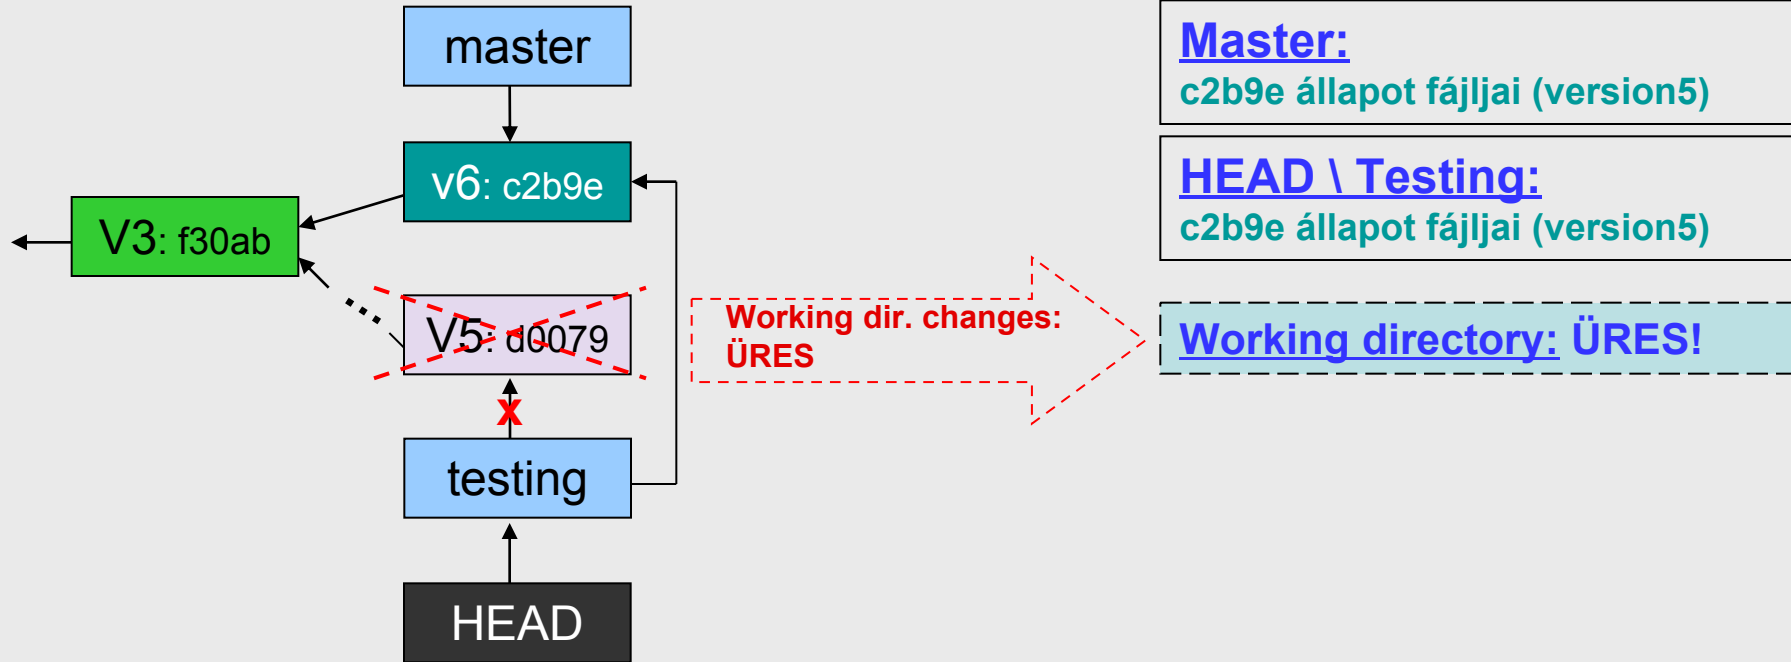 master
v6: c2b9e
V3: f30ab
V5: d0079
x
testing
HEAD
Working dir. changes:
ÜRES
Master:
c2b9e állapot fájljai (version5)
HEAD \ Testing:
c2b9e állapot fájljai (version5)
Working directory: ÜRES!